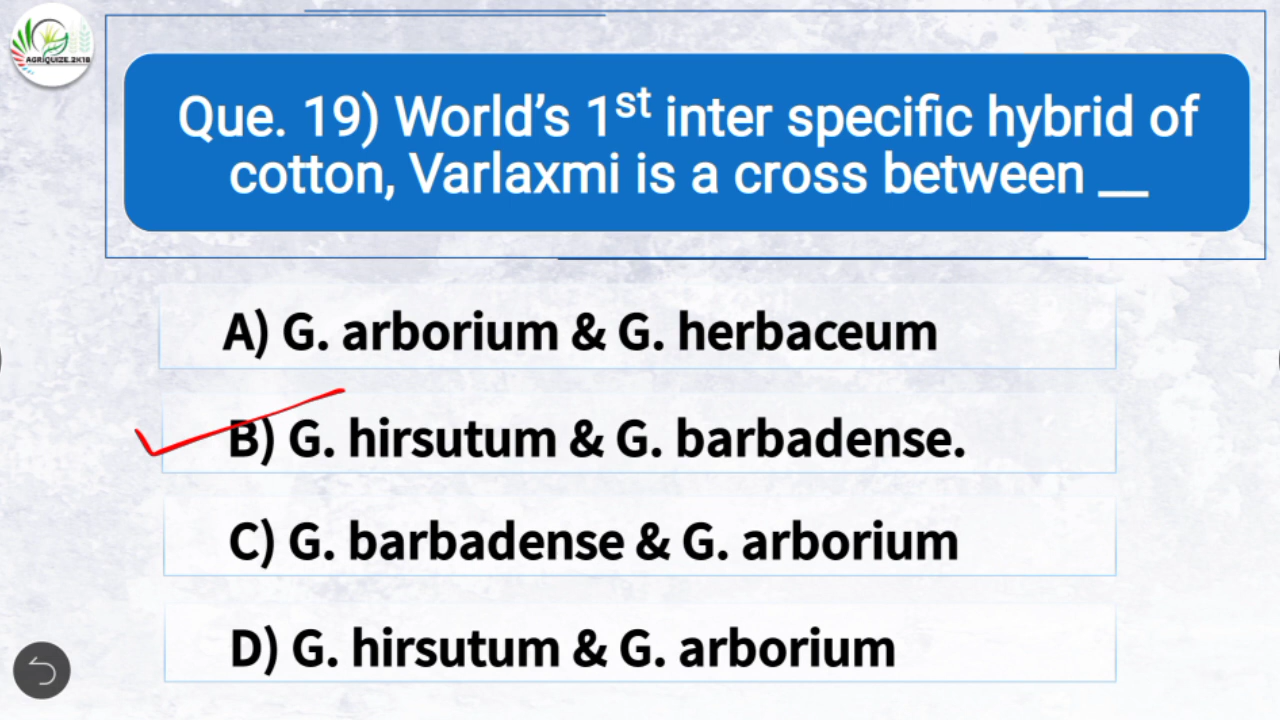 AGRIQUIZE.2K18
Que. 19) World’s 1st inter specific hybrid of
cotton, Varlaxmi is a cross between __
A) G. arborium & G. herbaceum
B) G. hirsutum & G. barbadense.
C) G. barbadense & G. arborium
D) G. hirsutum & G. arborium